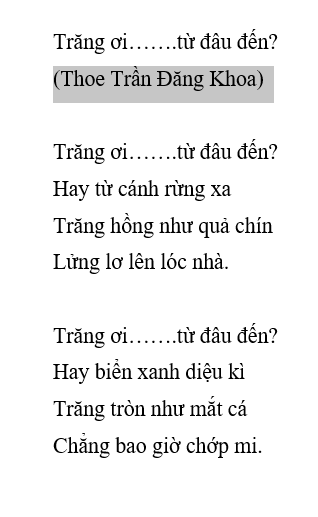 Trăng ơi…….từ đâu đến?
(Thoe Trần Đăng Khoa)
Trăng ơi…….từ đâu đến?
Hay từ cánh rừng xa
Trăng hồng như quả chín
Lửng lơ lên lóc nhà.
Trăng ơi…….từ đâu đến?
Hay biển xanh diệu kì
Trăng tròn như mắt cá
Chẳng bao giờ chớp mi.